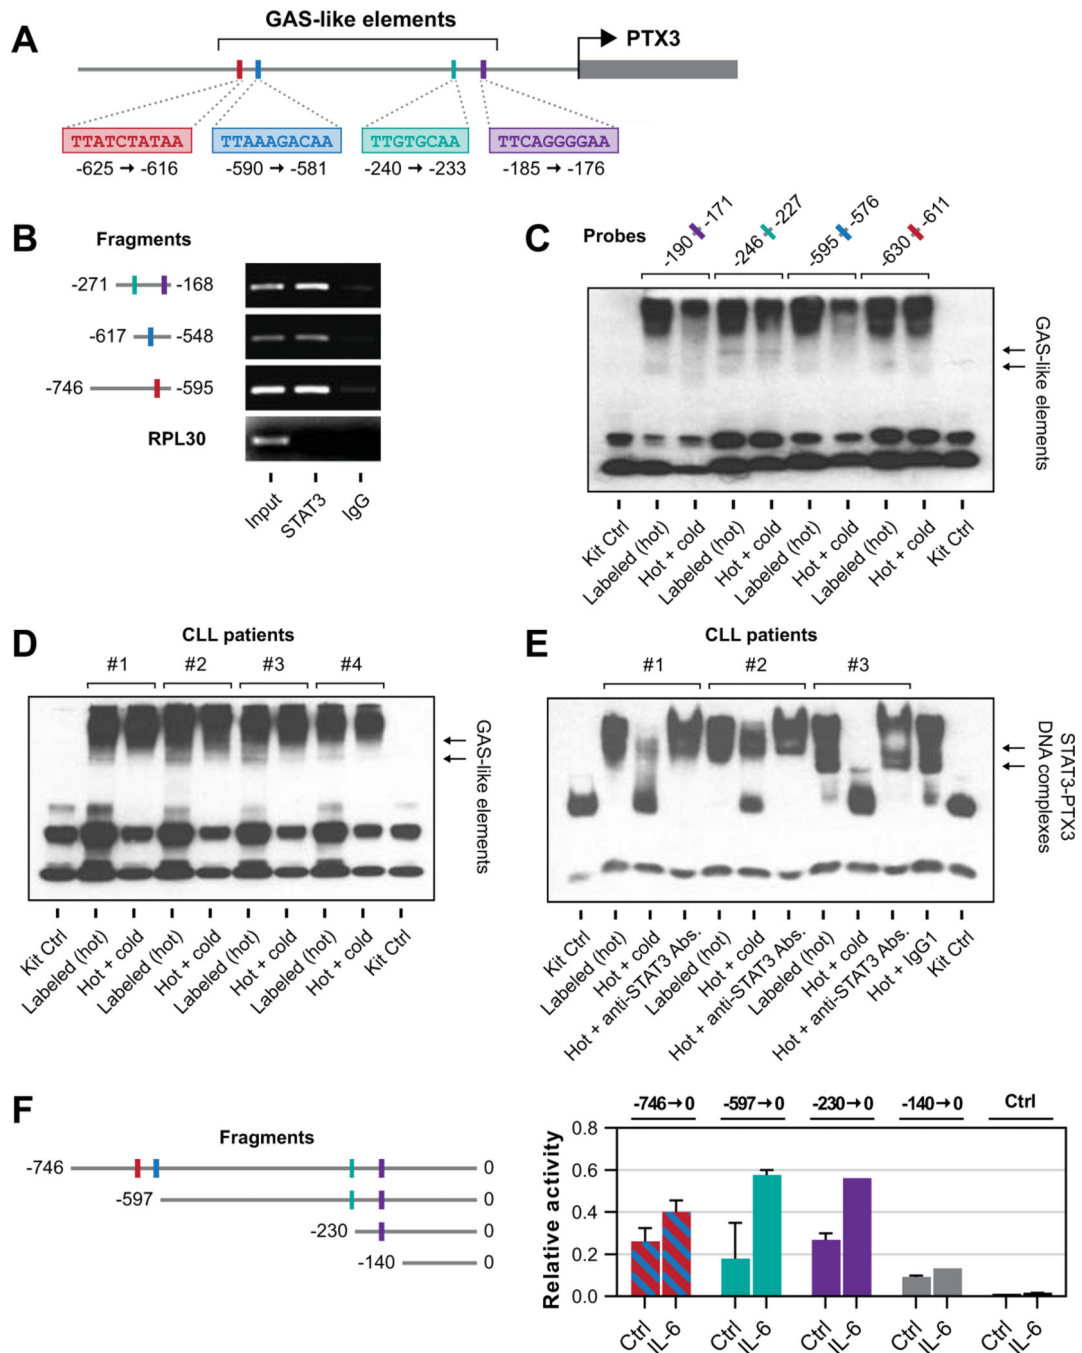 A
GAS-like elements
PTX3
TTATCTATAA
TTAAAGACAA
TTGTGCAA
TTCAGGGGAA
-625 → -616
-590 → -581
-240 → -233
-185 → -176
B
Fragments
-271
-168
-617
-548
-746
-595
RPL30
Input
STAT3
IgG
C
Probes
-190
-171
-246
-227
-595
-576
-630
-611
GAS-like elements
Kit Ctrl
Labeled (hot)
Hot + cold
Labeled (hot)
Hot + cold
Labeled (hot)
Hot + cold
Labeled (hot)
Hot + cold
Kit Ctrl
D
CLL patients
#1
#2
#3
#4
GAS-like elements
Kit Ctrl
Labeled (hot)
Hot + cold
Labeled (hot)
Hot + cold
Labeled (hot)
Hot + cold
Labeled (hot)
Hot + cold
Kit Ctrl
E
CLL patients
#1
#2
#3
STAT3-PTX3
DNA complexes
Kit Ctrl
Labeled (hot)
Hot + cold
Hot + anti-STAT3 Abs.
Labeled (hot)
Hot + cold
Hot + anti-STAT3 Abs.
Labeled (hot)
Hot + cold
Hot + anti-STAT3 Abs.
Hot + IgG1
Kit Ctrl
F
Fragments
-746
0
-597
0
-230
0
-140
0
-746→0
-597→0
-230→0
-140→0
Ctrl
Relative activity
0.8
0.6
0.4
0.2
0.0
Ctrl
IL-6
Ctrl
IL-6
Ctrl
IL-6
Ctrl
IL-6
Ctrl
IL-6